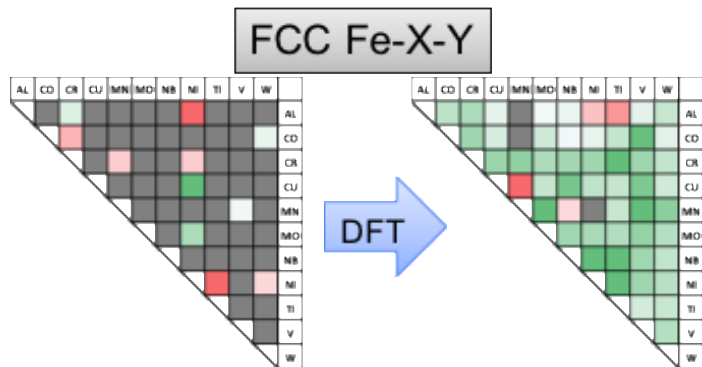 FCC Fe-X-Y
AL CO CR CU MN MO NB NI TI V W
AL
CO
CR
CU
MN
MO
NB
NI
TI
V
W
DFT
AL CO CR CU MN MO NB NI TI V W
AL
CO
CR
CU
MN
MO
NB
NI
TI
V
W